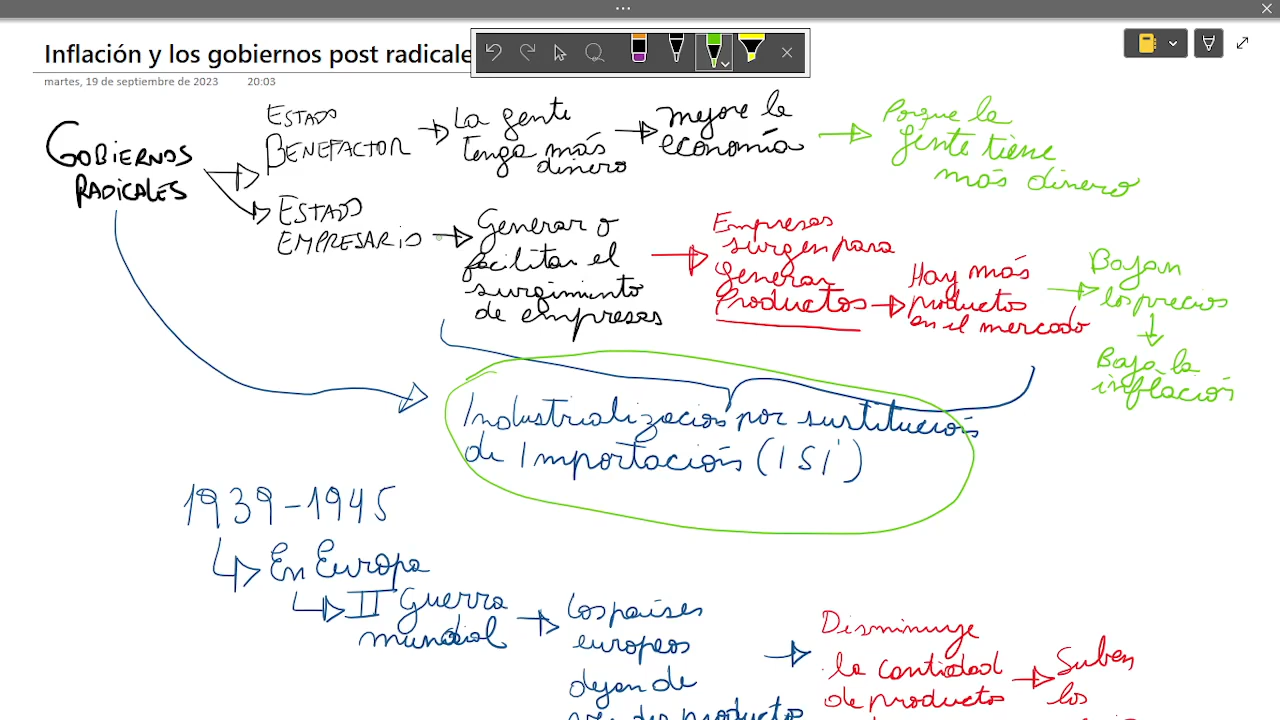 Inflación y los gobiernos post radicale
martes, 19 de septiembre de 2023 20:03
GOBIERNOS
RADICALES
ESTADO
BENEFACTOR
La gente
tenga más
dinero
Mejore la
economía
Porque la
gente tiene
más dinero
ESTADO
EMPRESARIO
Generar o
facilitar el
surgimiento
de empresas
Empresas
surgen para
generar
Productos
Hay más
productos
en el mercado
Bajan
los precios
Baja la
inflación
Industrialización por sustitución
de Importación (ISI)
1939-1945
En Europa
II Guerra
mundial
Los países
europeos
dejan de
productos
Disminuye
la cantidad
de productos
Suben
los